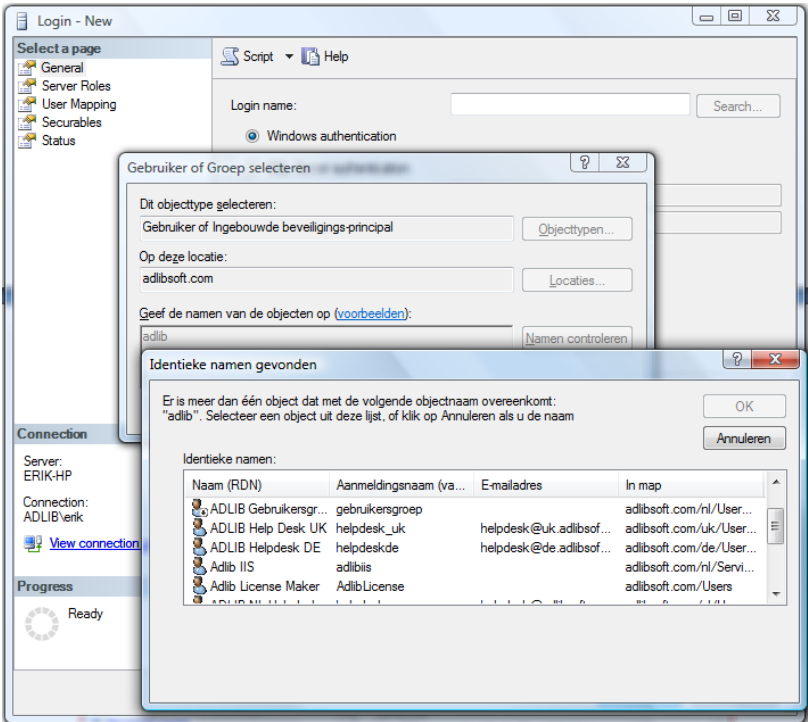 Login - New
Select a page
General
Server Roles
User Mapping
Securables
Status
Script
Help
Login name:
Search...
Windows authentication
Gebruiker of Groep selecteren
Dit objecttype selecteren:
Gebruiker of Ingebouwde beveiligings-principal
Objecttypen...
Op deze locatie:
adlibsoft.com
Locaties...
Geef de namen van de objecten op (voorbeelden):
adlib
Namen controleren
Identieke namen gevonden
Er is meer dan één object dat met de volgende objectnaam overeenkomt:
"adlib". Selecteer een object uit deze lijst, of klik op Annuleren als u de naam
OK
Annuleren
Identieke namen:
Naam (RDN) Aanmeldingsnaam (va... E-mailadres In map
ADLIB Gebruikersgr... gebruikersgroep adlibsoft.com/nl/User...
ADLIB Help Desk UK helpdesk_uk helpdesk@uk.adlibsof... adlibsoft.com/uk/User...
ADLIB Helpdesk DE helpdeskde helpdesk@de.adlibsof... adlibsoft.com/de/User...
Adlib IIS adlibiis adlibsoft.com/nl/Servi...
Adlib License Maker AdlibLicense adlibsoft.com/Users
Connection
Server:
ERIK-HP
Connection:
ADLIB\erik
View connection
Progress
Ready